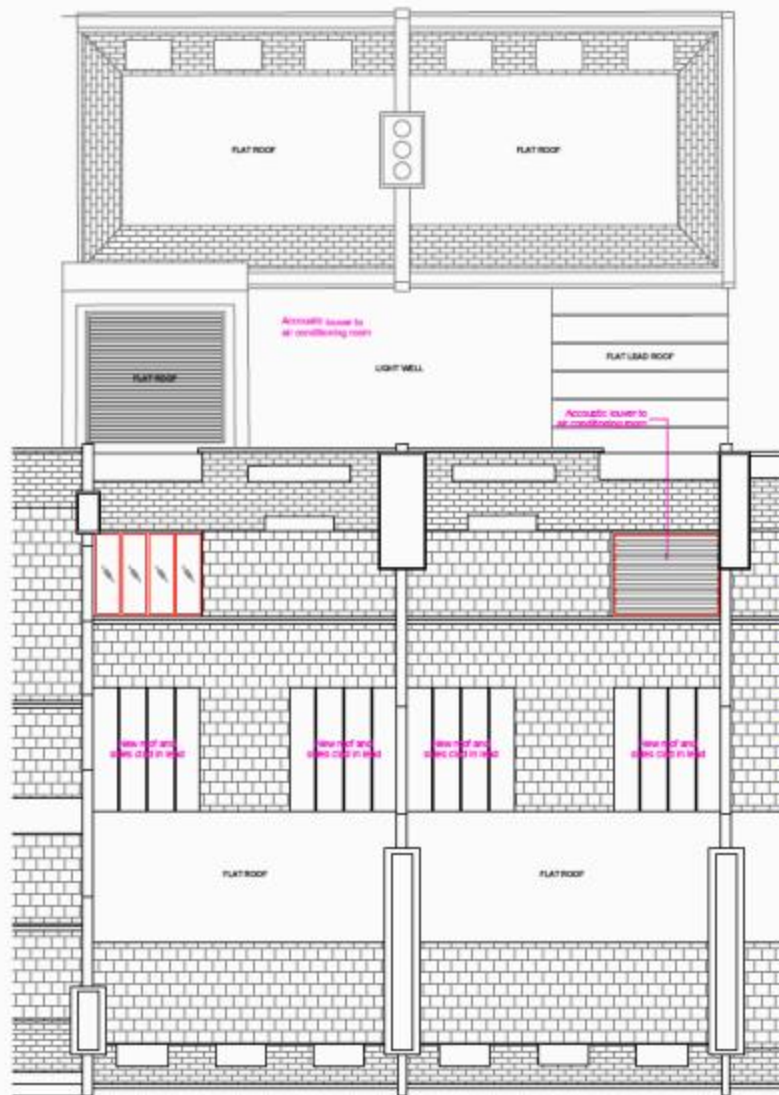 FLAT ROOF
FLAT ROOF
Accoustic louver to
air conditioning room
LIGHT WELL
FLAT LEAD ROOF
FLAT ROOF
Accoustic louver to
air conditioning room
New roof and
sides clad in lead
New roof and
sides clad in lead
New roof and
sides clad in lead
New roof and
sides clad in lead
FLAT ROOF
FLAT ROOF